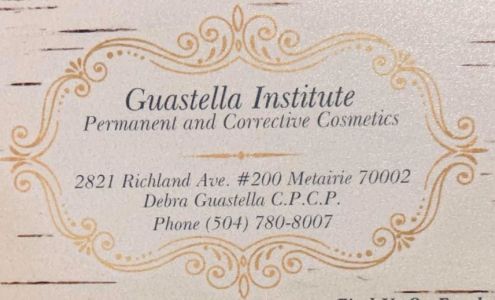 Guastella Institute
Permanent and Corrective Cosmetics
2821 Richland Ave. #200 Metairie 70002
Debra Guastella C.P.C.P.
Phone (504) 780-8007